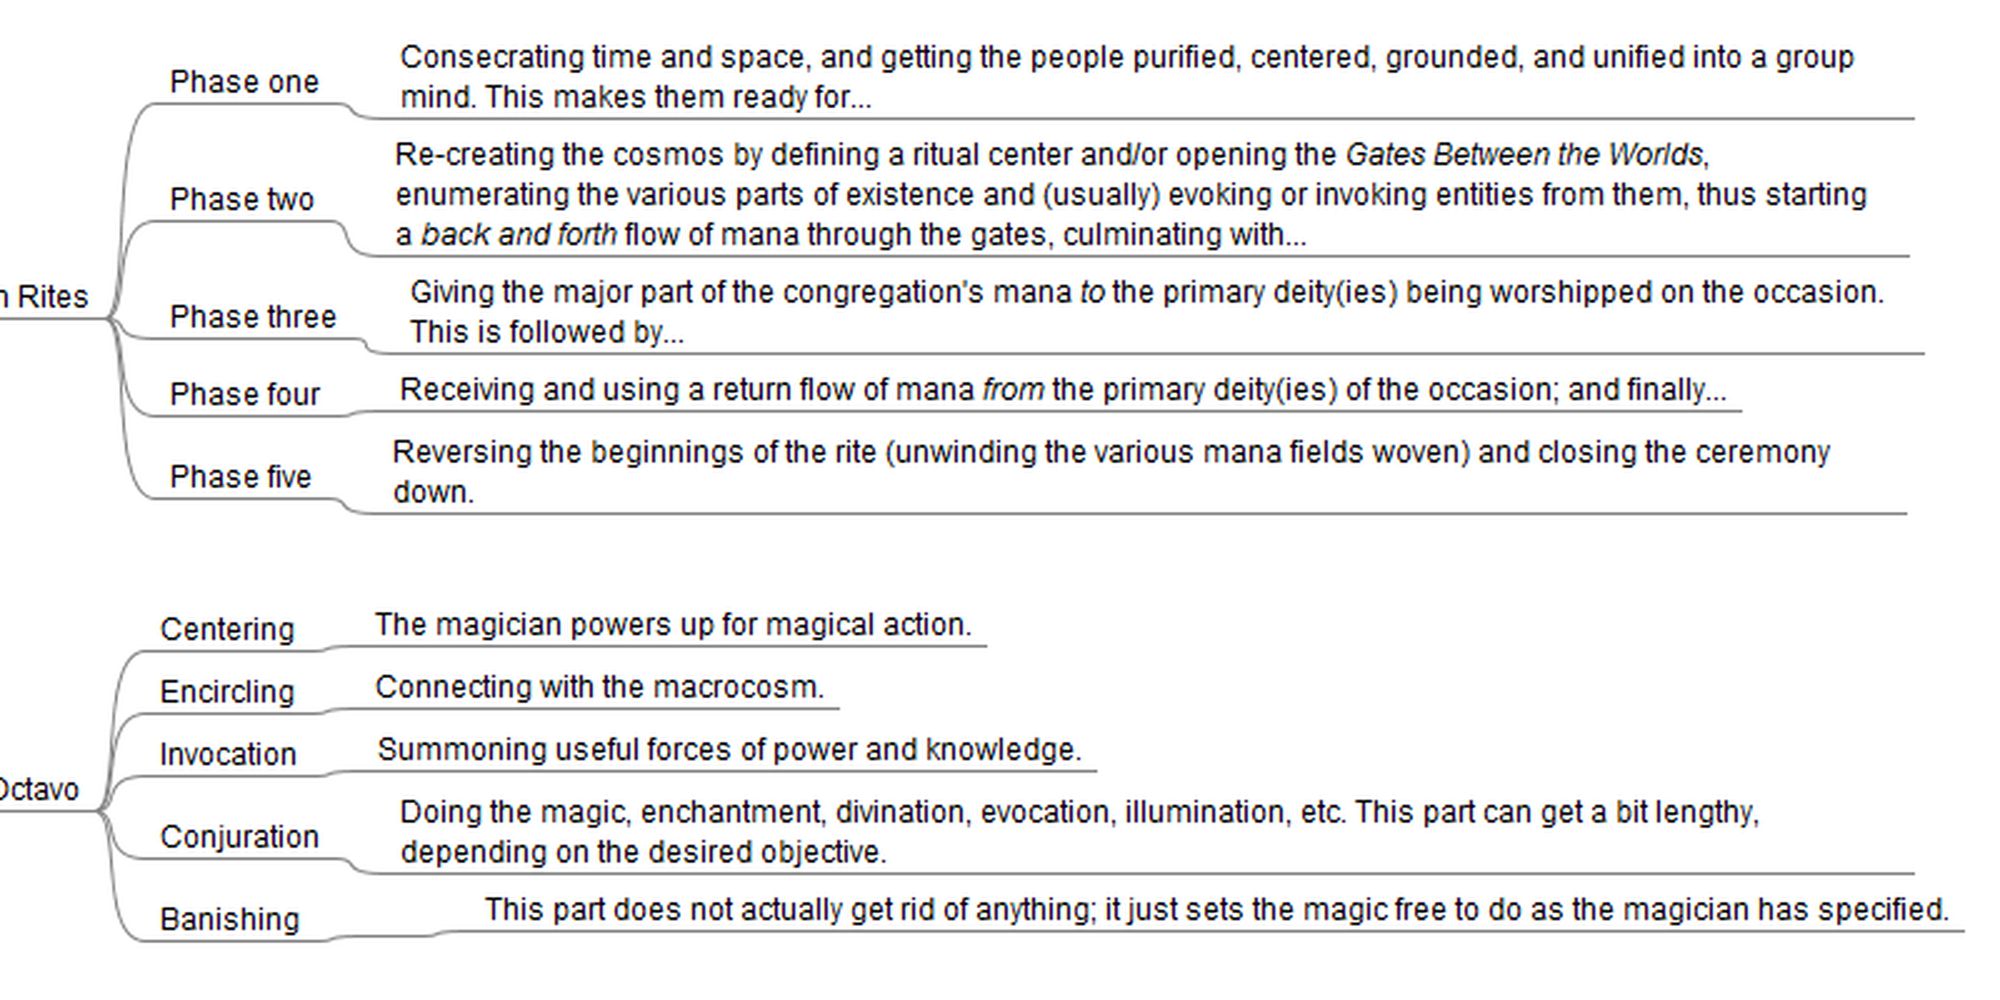 Phase one
Consecrating time and space, and getting the people purified, centered, grounded, and unified into a group
mind. This makes them ready for...
Phase two
Re-creating the cosmos by defining a ritual center and/or opening the Gates Between the Worlds,
enumerating the various parts of existence and (usually) evoking or invoking entities from them, thus starting
a back and forth flow of mana through the gates, culminating with...
Rites
Phase three
Giving the major part of the congregation's mana to the primary deity(ies) being worshipped on the occasion.
This is followed by...
Phase four
Receiving and using a return flow of mana from the primary deity(ies) of the occasion; and finally...
Phase five
Reversing the beginnings of the rite (unwinding the various mana fields woven) and closing the ceremony
down.
Centering
The magician powers up for magical action.
Encircling
Connecting with the macrocosm.
Invocation
Summoning useful forces of power and knowledge.
Octavo
Conjuration
Doing the magic, enchantment, divination, evocation, illumination, etc. This part can get a bit lengthy,
depending on the desired objective.
Banishing
This part does not actually get rid of anything; it just sets the magic free to do as the magician has specified.